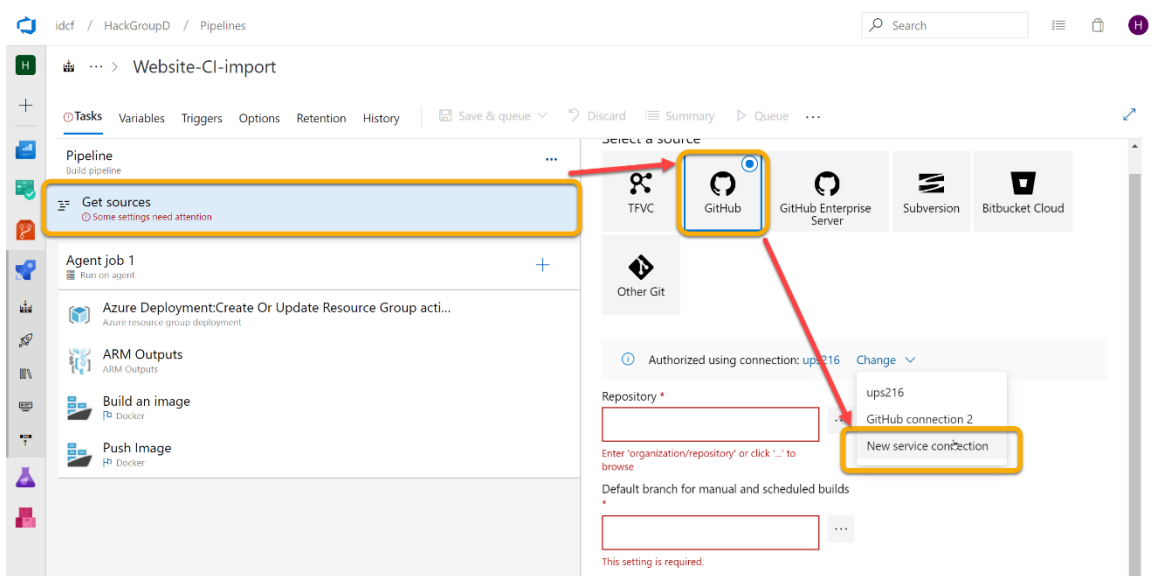 idcf / HackGroupD / Pipelines
Search
H
H
... > Website-CI-import
Tasks Variables Triggers Options Retention History Save & queue Discard Summary Queue ...
Pipeline
Build pipeline
...
Get sources
Some settings need attention
Agent job 1
Run on agent
Azure Deployment:Create Or Update Resource Group acti...
Azure resource group deployment
ARM Outputs
ARM Outputs
Build an image
Docker
Push Image
Docker
Select a source
TFVC
GitHub
GitHub Enterprise
Server
Subversion
Bitbucket Cloud
Other Git
Authorized using connection: ups216 Change
ups216
GitHub connection 2
New service connection
Repository *
Enter 'organization/repository' or click '...' to
browse
Default branch for manual and scheduled builds
*
...
This setting is required.